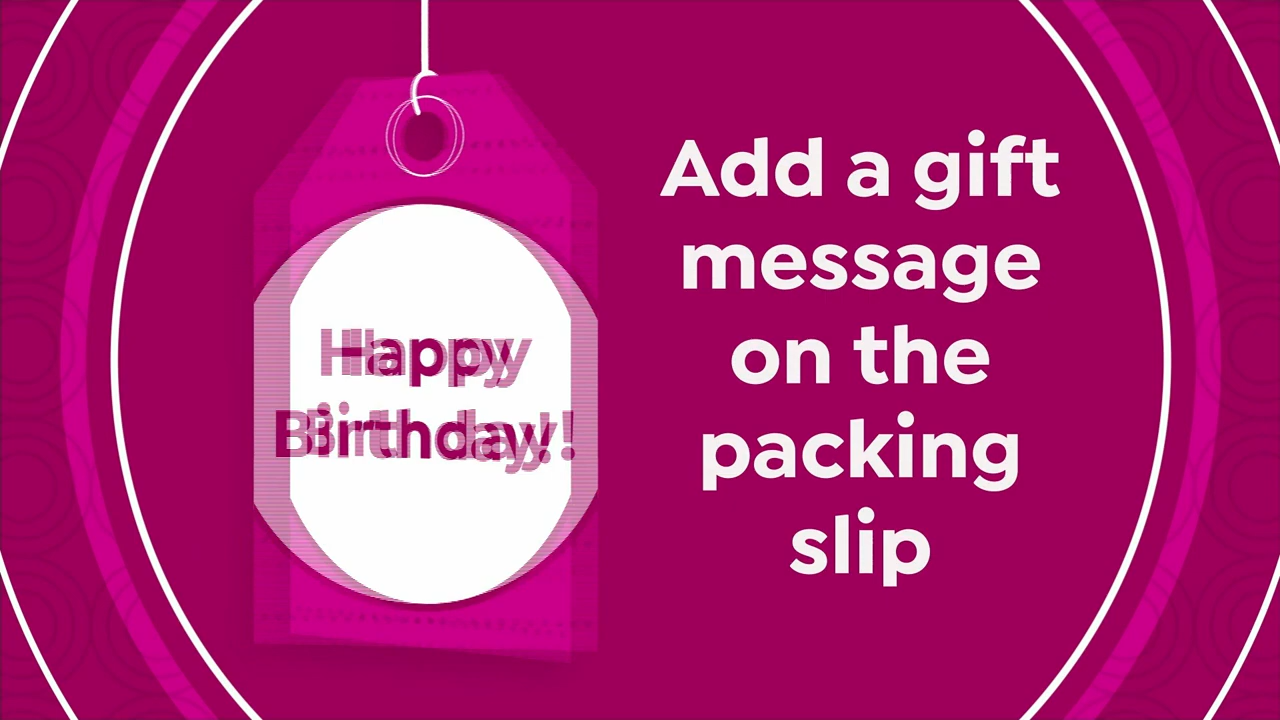 Happy
Birthday!
Add a gift
message
on the
packing
slip